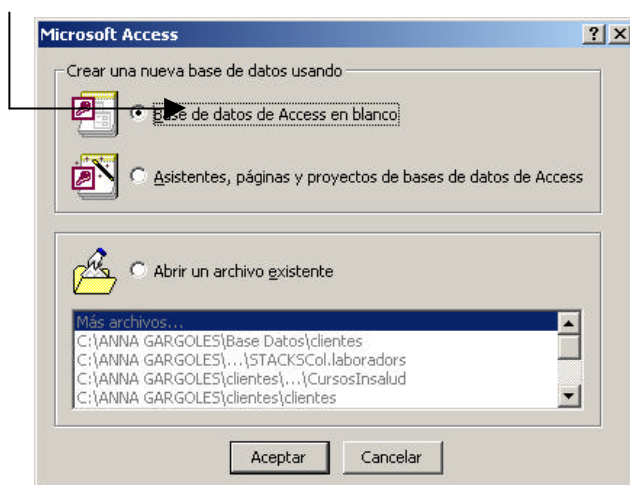 Microsoft Access
Crear una nueva base de datos usando
Base de datos de Access en blanco
Asistentes, páginas y proyectos de bases de datos de Access
Abrir un archivo existente
Más archivos...
C:\ANNA GARGOLES\Base Datos\clientes
C:\ANNA GARGOLES\...\STACKSCol.laboradors
C:\ANNA GARGOLES\clientes\...\CursosInsalud
C:\ANNA GARGOLES\clientes\clientes
Aceptar Cancelar